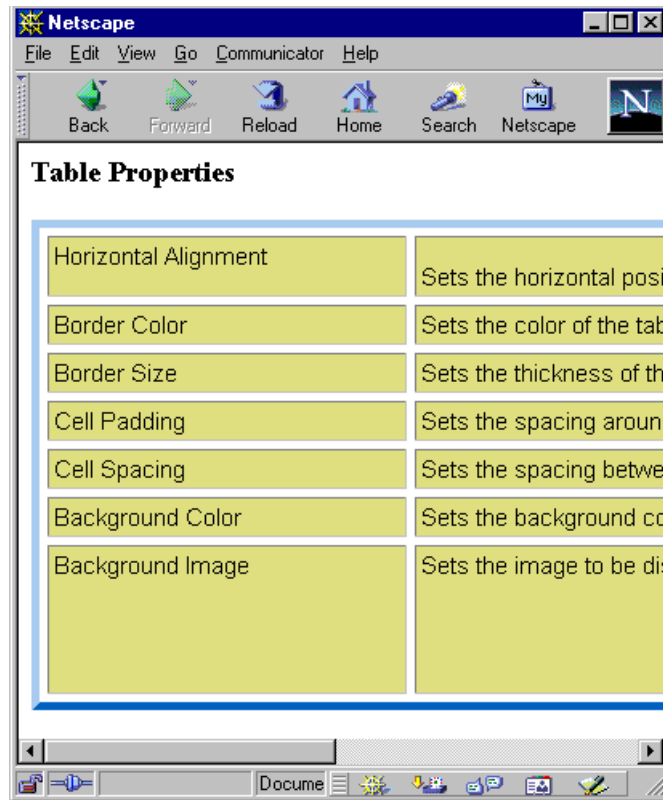 Netscape
File Edit View Go Communicator Help
My N
Back Forward Reload Home Search Netscape
Table Properties
Horizontal Alignment
Sets the horizontal posi
Border Color Sets the color of the tab
Border Size Sets the thickness of th
Cell Padding Sets the spacing aroun
Cell Spacing Sets the spacing betwe
Background Color Sets the background co
Background Image Sets the image to be dis
Docume